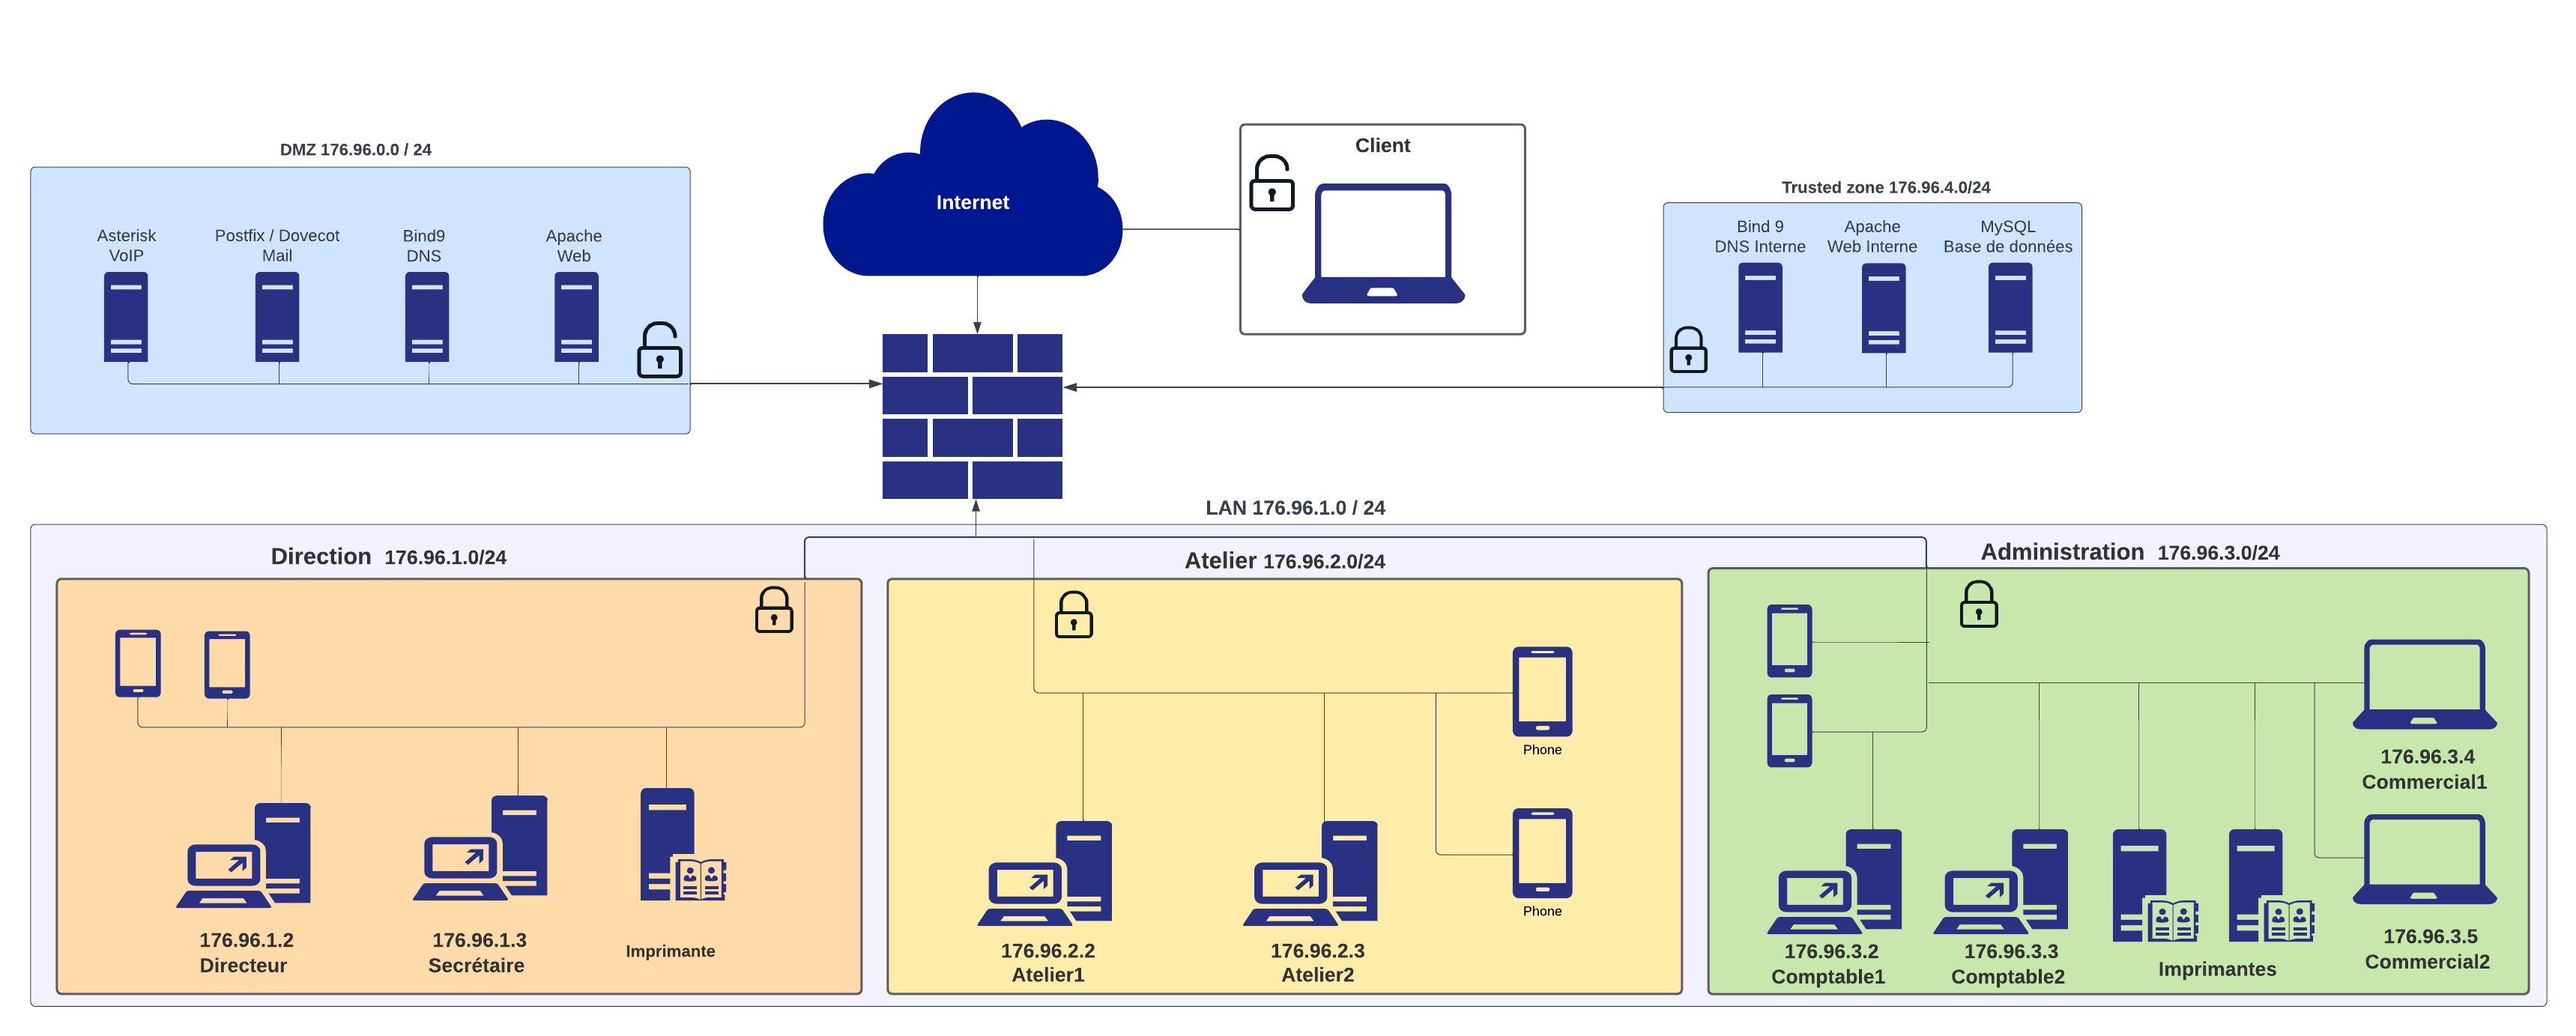 Client
DMZ 176.96.0.0 / 24
Internet
Trusted zone 176.96.4.0/24
Asterisk
VoIP
Postfix / Dovecot
Mail
Bind9
DNS
Apache
Web
Bind 9
DNS Interne
Apache
Web Interne
MySQL
Base de données
LAN 176.96.1.0 / 24
Direction 176.96.1.0/24
Atelier 176.96.2.0/24
Administration 176.96.3.0/24
176.96.1.2
Directeur
176.96.1.3
Secrétaire
Imprimante
Phone
Phone
176.96.2.2
Atelier1
176.96.2.3
Atelier2
176.96.3.4
Commercial1
176.96.3.2
Comptable1
176.96.3.3
Comptable2
Imprimantes
176.96.3.5
Commercial2